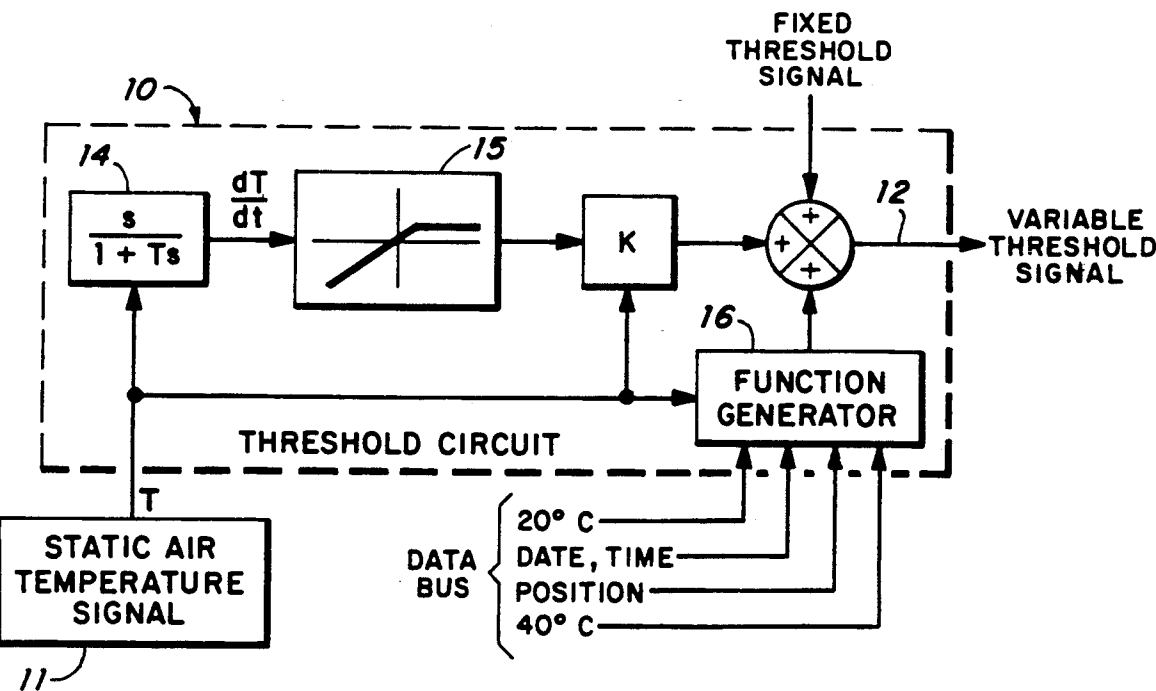 FIXED
THRESHOLD
SIGNAL
10
14
15
12
s
1 + Ts
dT
dt
K
+
+
+
VARIABLE
THRESHOLD
SIGNAL
16
FUNCTION
GENERATOR
THRESHOLD CIRCUIT
T
STATIC AIR
TEMPERATURE
SIGNAL
11
DATA
BUS
20° C
DATE, TIME
POSITION
40° C